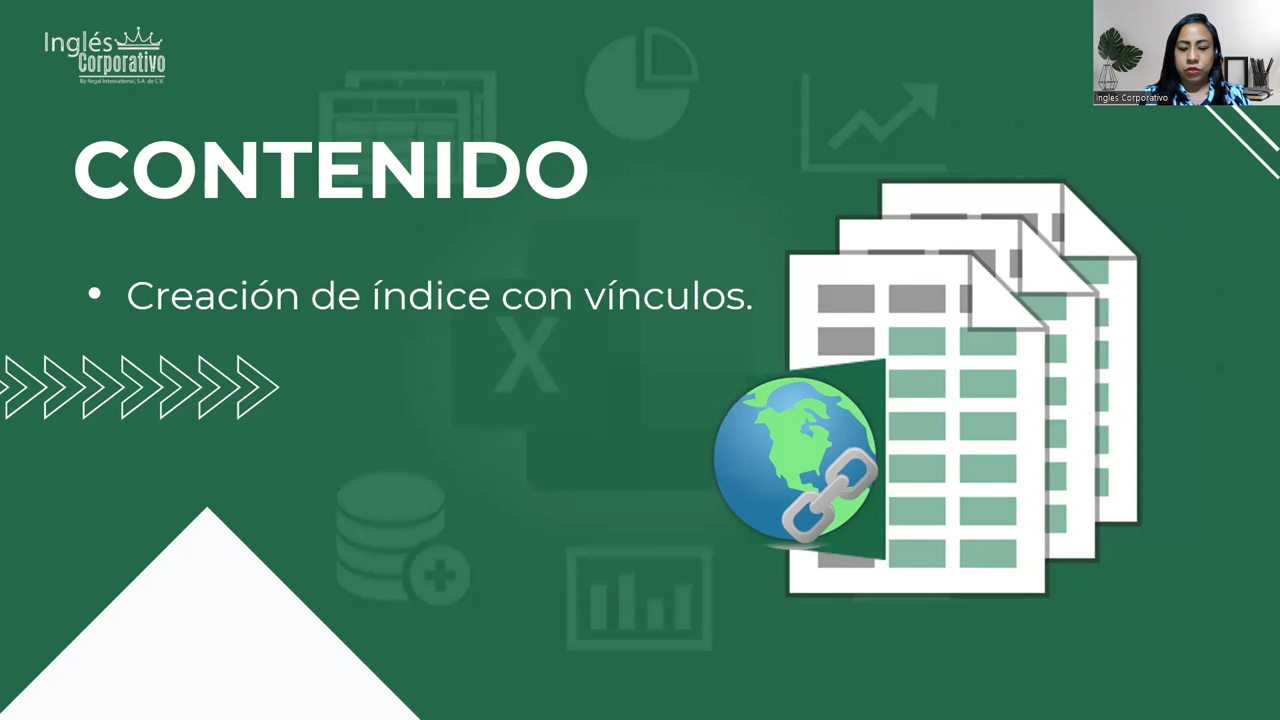 Inglés
Corporativo
By Regal International, S.A. de C.V.
Ingles Corporativo
CONTENIDO
• Creación de índice con vínculos.
X